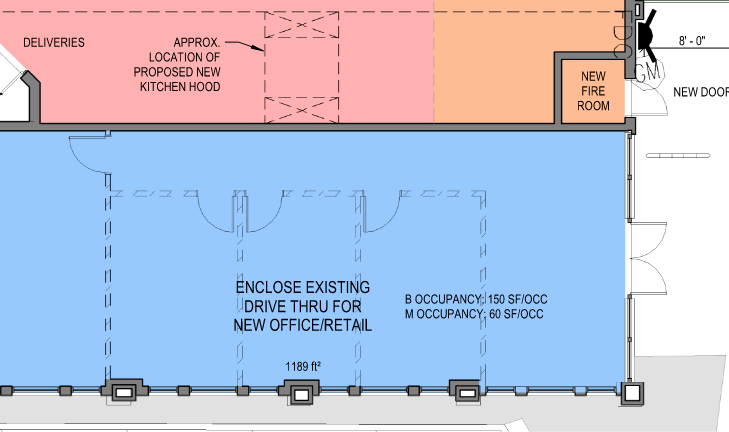 DELIVERIES
APPROX.
LOCATION OF
PROPOSED NEW
KITCHEN HOOD
NEW
FIRE
ROOM
GM
8' - 0"
NEW DOOR
ENCLOSE EXISTING
DRIVE THRU FOR
NEW OFFICE/RETAIL
B OCCUPANCY: 150 SF/OCC
M OCCUPANCY: 60 SF/OCC
1189 ft²